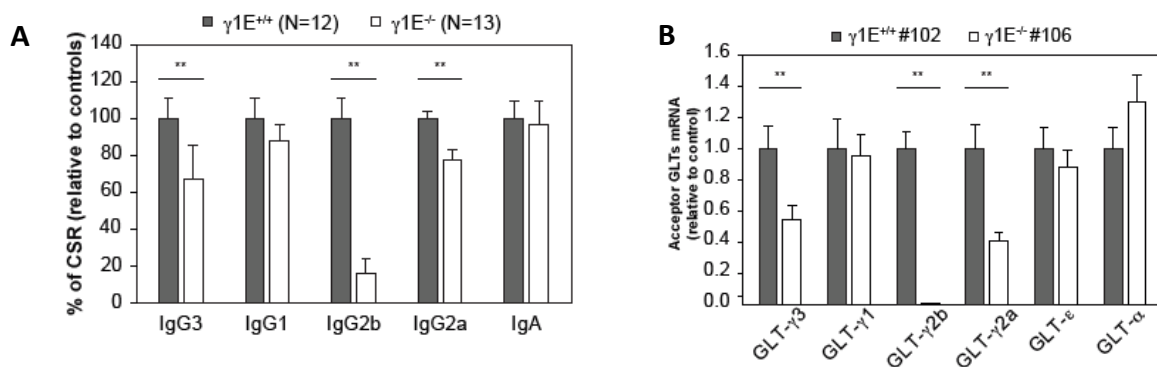 A
γ1E+/+ (N=12) γ1E-/- (N=13)
% of CSR (relative to controls)
140
120
100
80
60
40
20
0
** ** **
IgG3 IgG1 IgG2b IgG2a IgA
B
γ1E+/+ #102 γ1E-/- #106
Acceptor GLTs mRNA
(relative to control)
1.6
1.4
1.2
1.0
0.8
0.6
0.4
0.2
0.0
** ** **
GLT-γ3 GLT-γ1 GLT-γ2b GLT-γ2a GLT-ε GLT-α